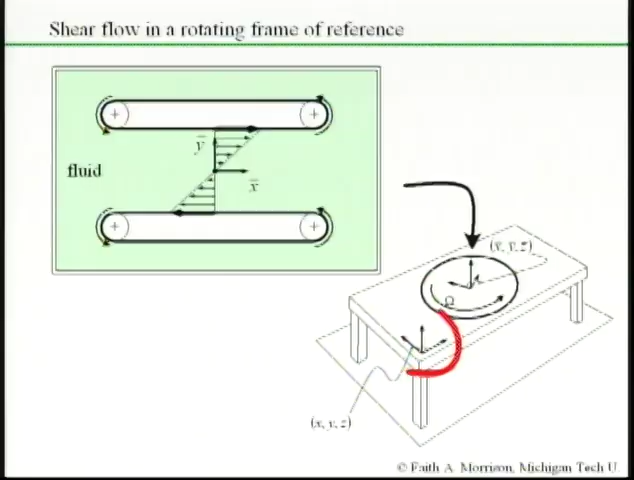 Shear flow in a rotating frame of reference
y̅
fluid
x̅
(x̅, y̅, z̅)
Ω
(x, y, z)
© Faith A. Morrison, Michigan Tech U.